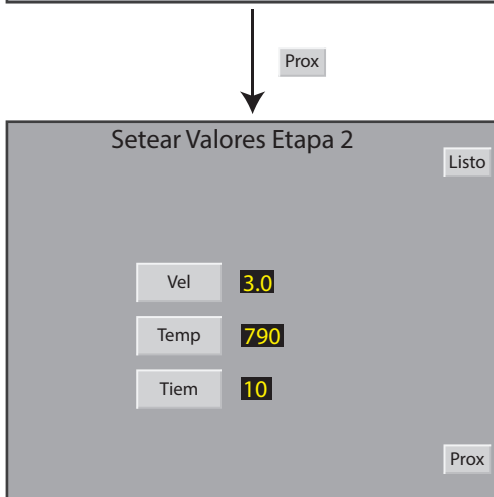 Prox
Setear Valores Etapa 2
Listo
Vel 3.0
Temp 790
Tiem 10
Prox